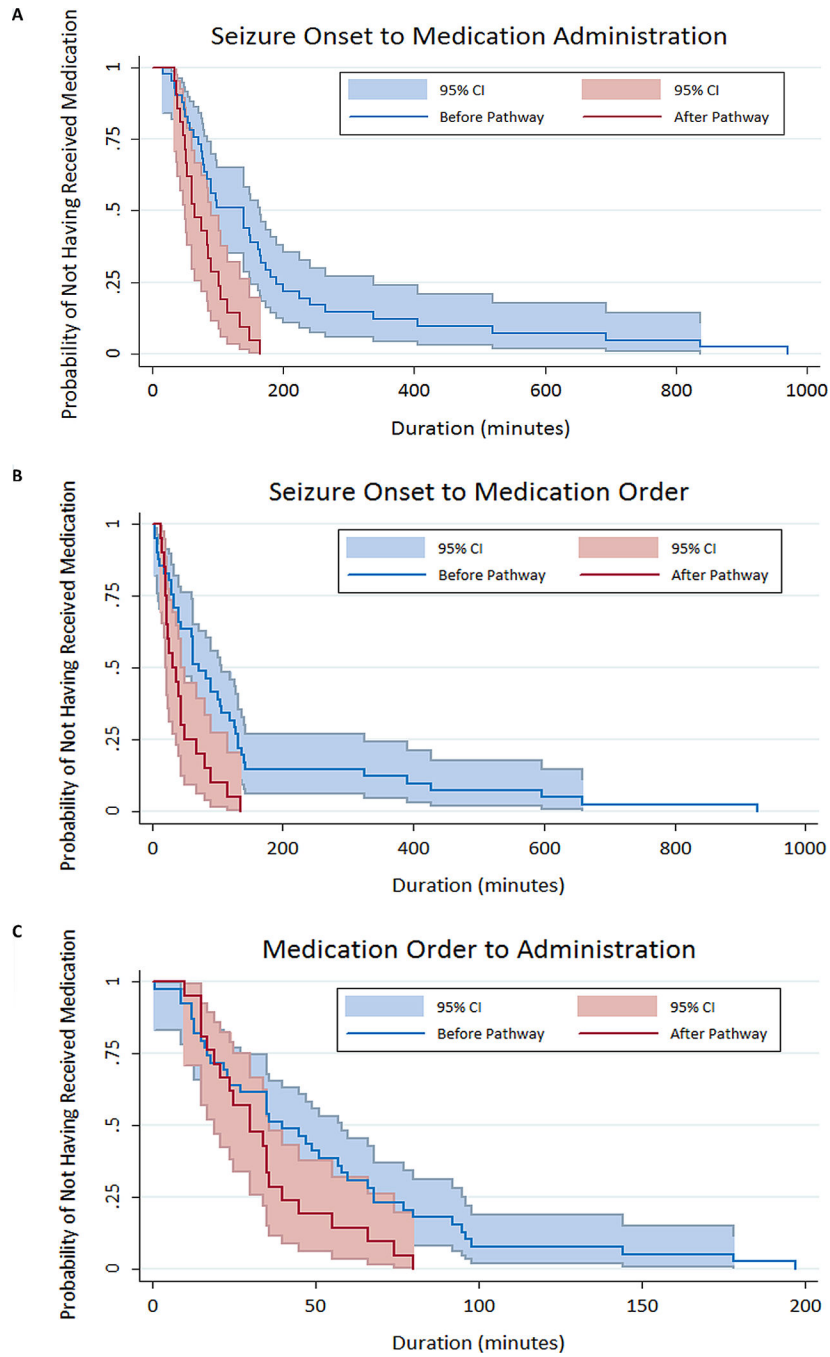 A
Seizure Onset to Medication Administration
Probability of Not Having Received Medication
1
.75
.5
.25
0
95% CI
95% CI
Before Pathway
After Pathway
0
200
400
600
800
1000
Duration (minutes)
B
Seizure Onset to Medication Order
Probability of Not Having Received Medication
1
.75
.5
.25
0
95% CI
95% CI
Before Pathway
After Pathway
0
200
400
600
800
1000
Duration (minutes)
C
Medication Order to Administration
Probability of Not Having Received Medication
1
.75
.5
.25
0
95% CI
95% CI
Before Pathway
After Pathway
0
50
100
150
200
Duration (minutes)